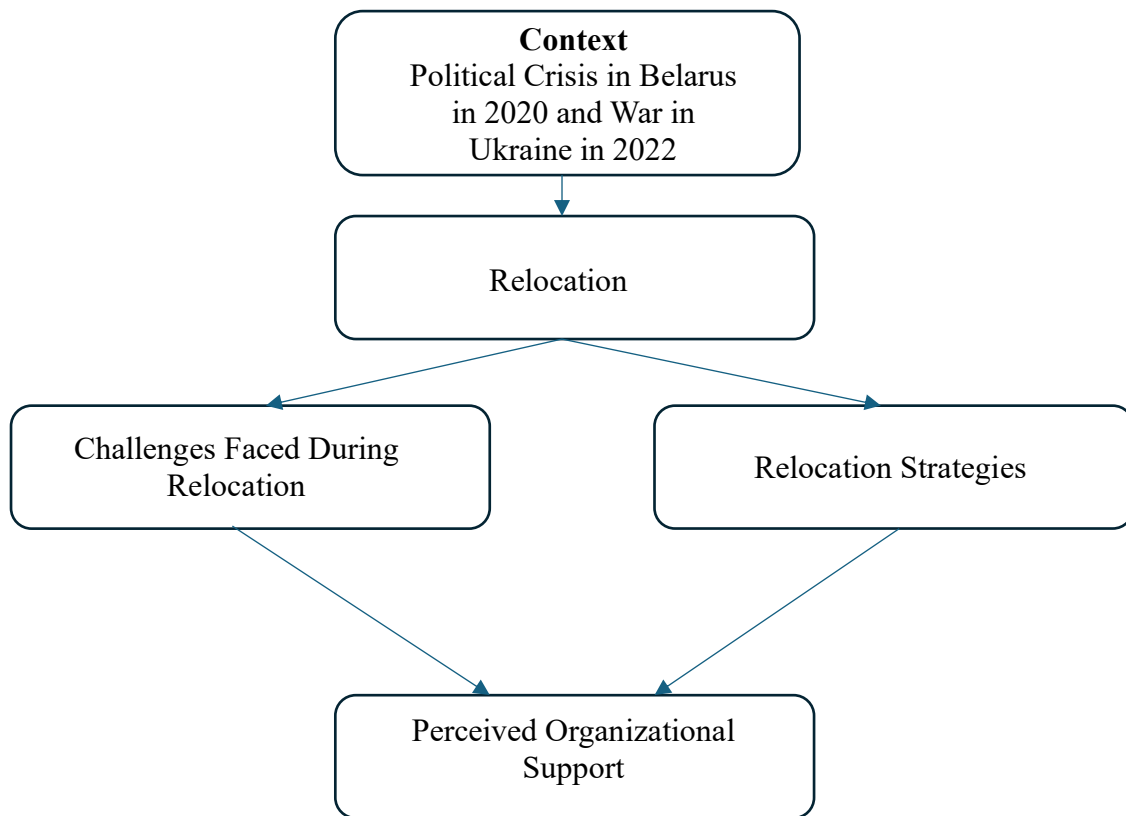 Context
Political Crisis in Belarus
in 2020 and War in
Ukraine in 2022
Relocation
Challenges Faced During
Relocation
Relocation Strategies
Perceived Organizational
Support